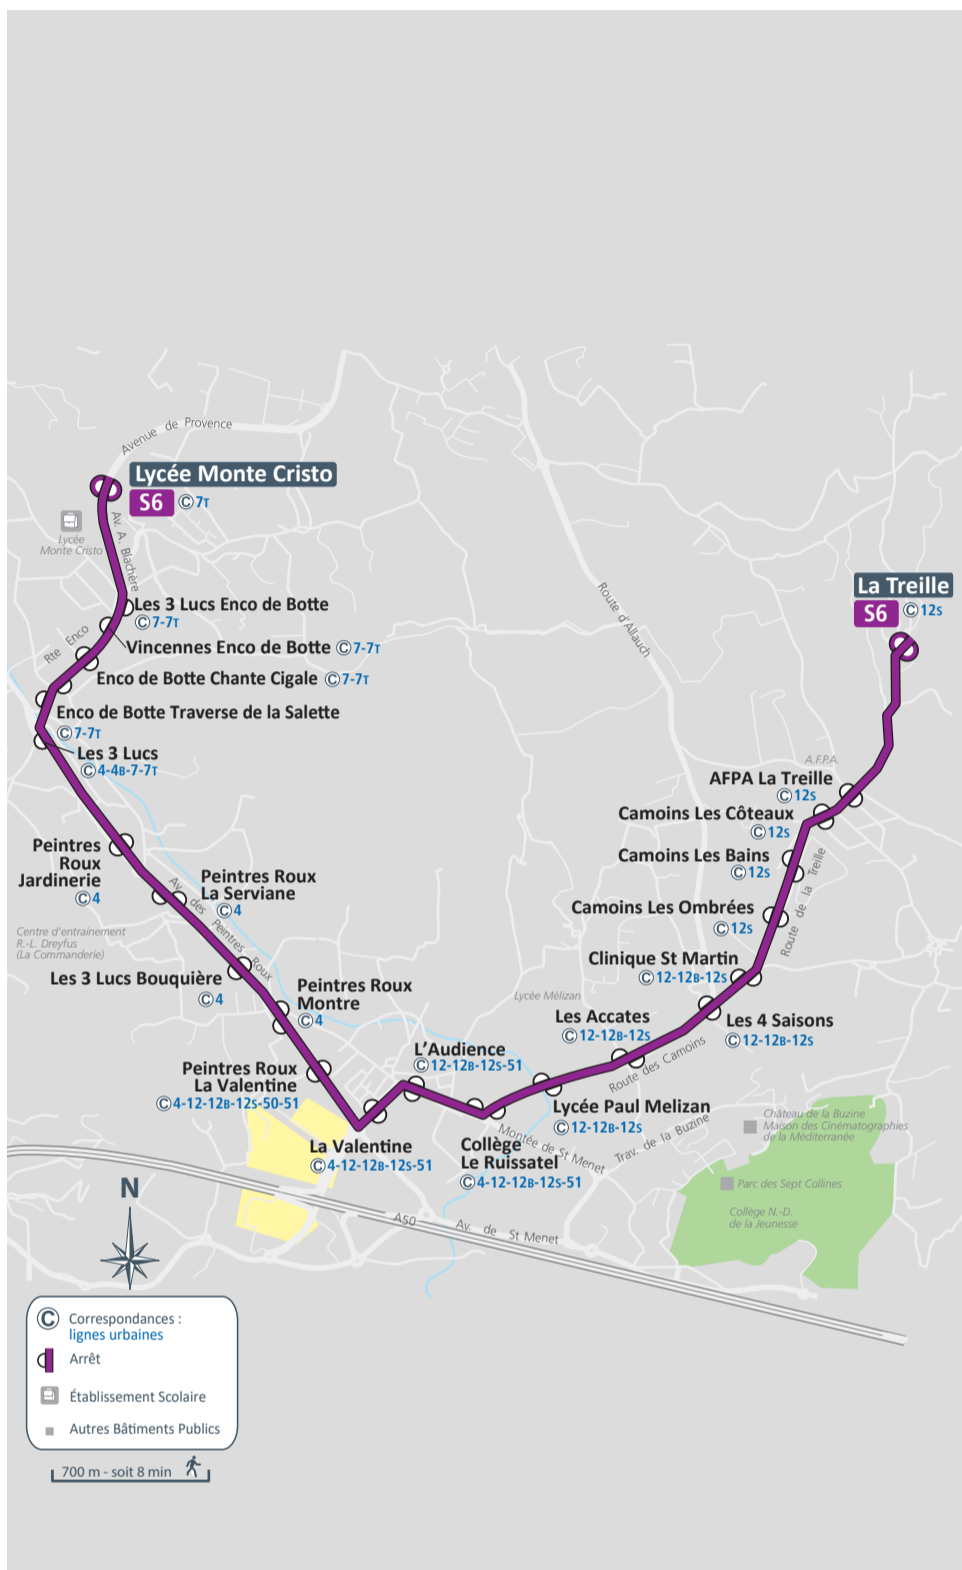 Avenue de Provence
Lycée Monte Cristo
S6 C 7T
Lycée
Monte Cristo
Av. A. Blachère
Les 3 Lucs Enco de Botte
C 7-7T
Rte Enco
Vincennes Enco de Botte C 7-7T
Enco de Botte Chante Cigale C 7-7T
Enco de Botte Traverse de la Salette
C 7-7T
Les 3 Lucs
C 4-4B-7-7T
Route d'Allauch
La Treille
S6 C 12S
A.F.P.A.
AFPA La Treille
C 12S
Camoins Les Côteaux
C 12S
Camoins Les Bains
C 12S
Route de la Treille
Camoins Les Ombrées
C 12S
Clinique St Martin
C 12-12B-12S
Les 4 Saisons
C 12-12B-12S
Les Accates
C 12-12B-12S
Route des Camoins
Lycée Mélizan
Peintres
Roux
Jardinerie
C 4
Peintres Roux
La Serviane
C 4
Av. des Peintres Roux
Centre d'entrainement
R.-L. Dreyfus
(La Commanderie)
Les 3 Lucs Bouquière
C 4
Peintres Roux
Montre
C 4
Peintres Roux
La Valentine
C 4-12-12B-12S-50-51
L'Audience
C 12-12B-12S-51
La Valentine
C 4-12-12B-12S-51
Collège
Le Ruissatel
C 4-12-12B-12S-51
Lycée Paul Melizan
C 12-12B-12S
Montée de St Menet
Trav. de la Buzine
Château de la Buzine
Maison des Cinématographies
de la Méditerranée
Parc des Sept Collines
Collège N.-D.
de la Jeunesse
A50
Av. de St Menet
N
C Correspondances :
lignes urbaines
Arrêt
Établissement Scolaire
Autres Bâtiments Publics
700 m - soit 8 min